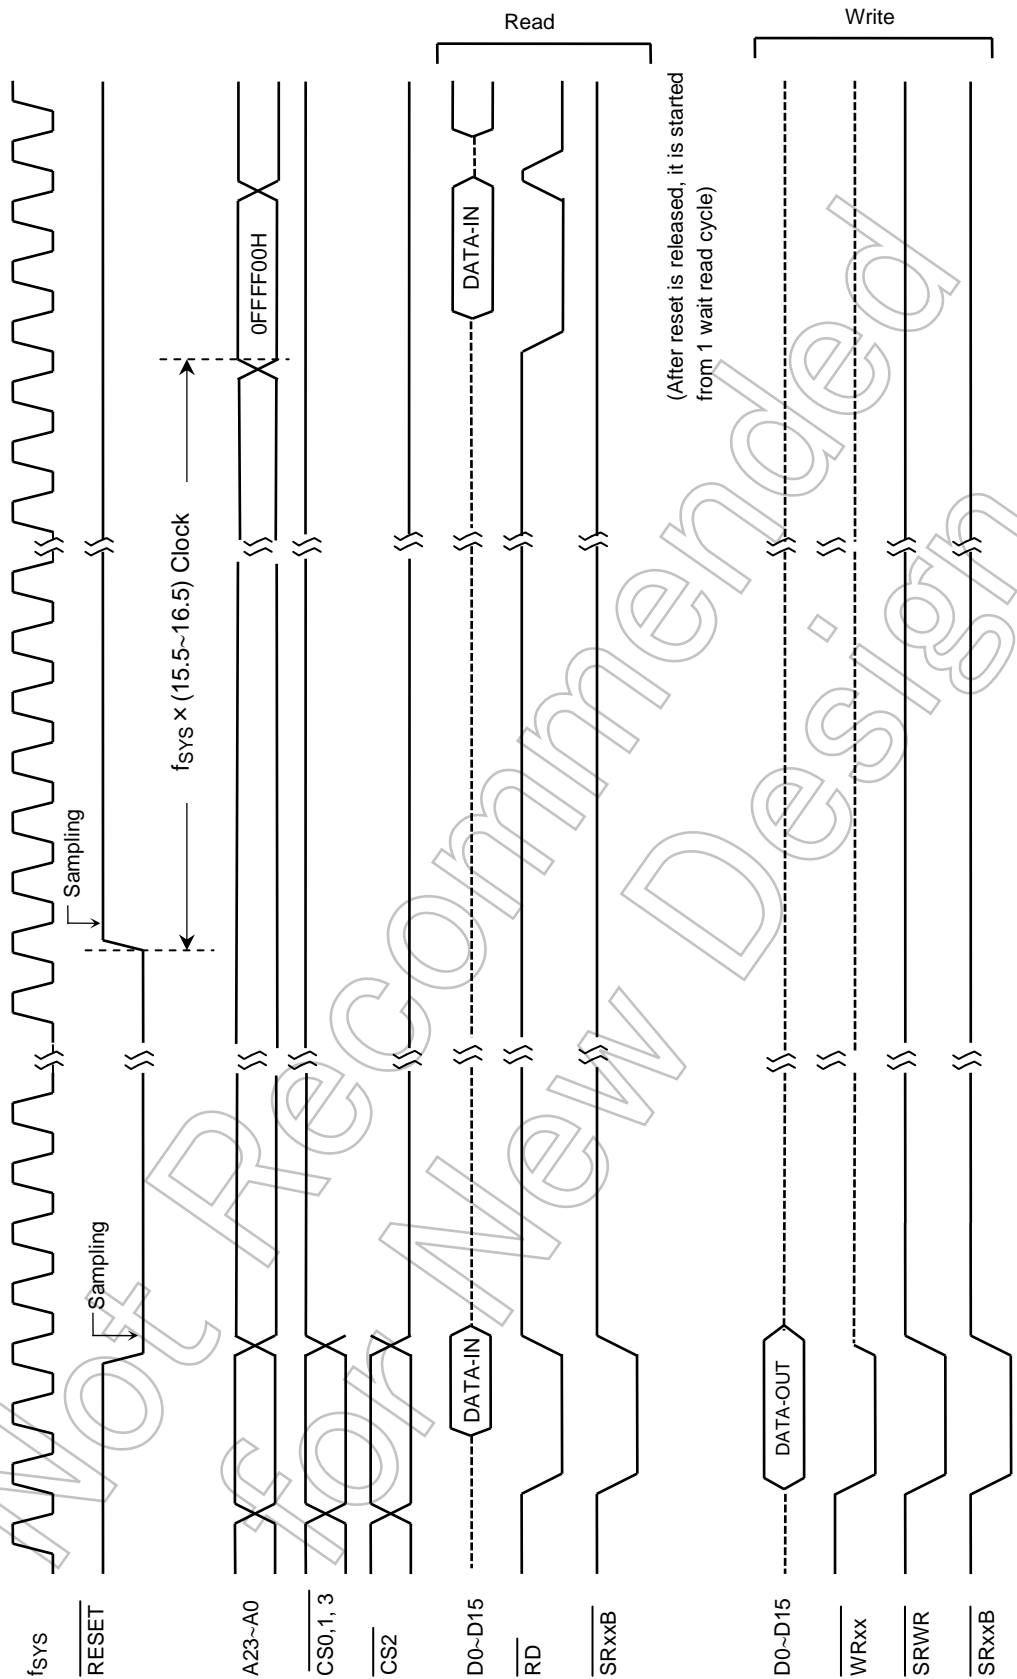 Read
Write
fSYS
RESET
Sampling
Sampling
fSYS × (15.5~16.5) Clock
A23~A0
0FFFF00H
CS0,1, 3
CS2
D0~D15
DATA-IN
DATA-IN
RD
SRxxB
(After reset is released, it is started
from 1 wait read cycle)
D0~D15
DATA-OUT
WRxx
SRWR
SRxxB
Not Recommended
for New Design